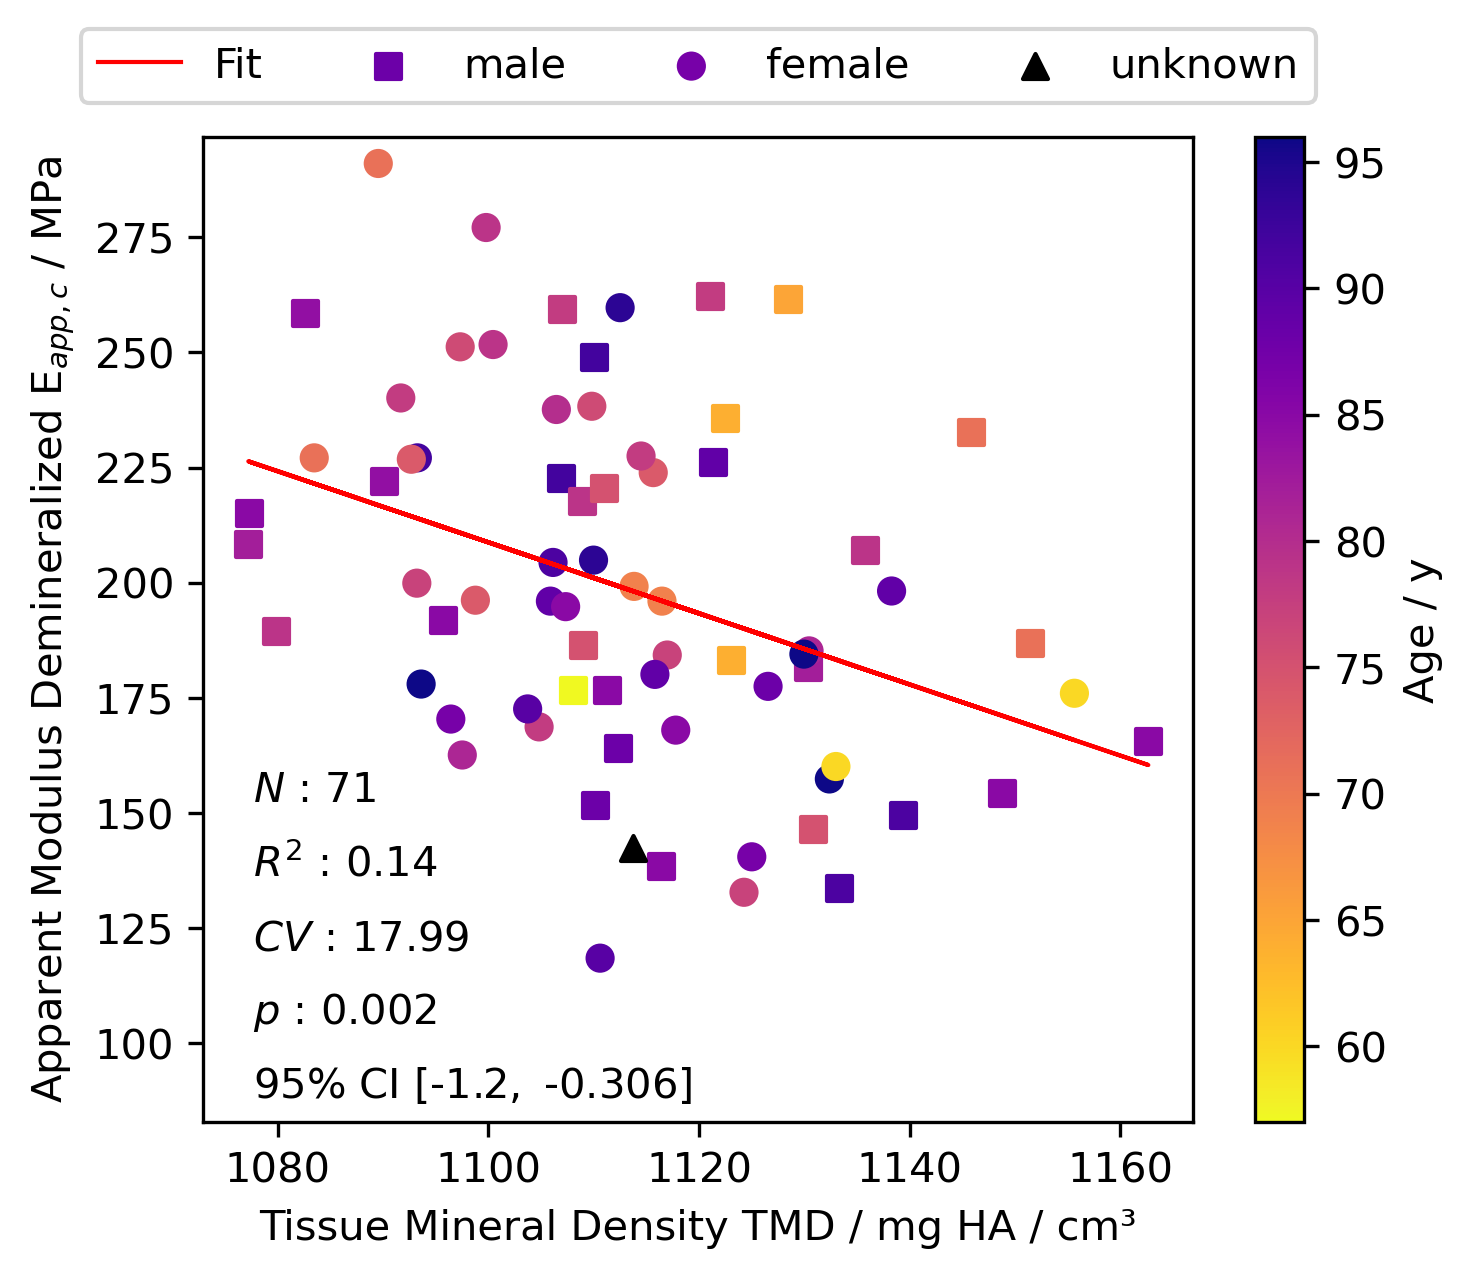 Fit male female unknown
Apparent Modulus Demineralized E_{app,c} / MPa
275
250
225
200
175
150
125
100
N : 71
R² : 0.14
CV : 17.99
p : 0.002
95% CI [-1.2, -0.306]
1080 1100 1120 1140 1160
Tissue Mineral Density TMD / mg HA / cm³
95
90
85
80
75
70
65
60
Age / y